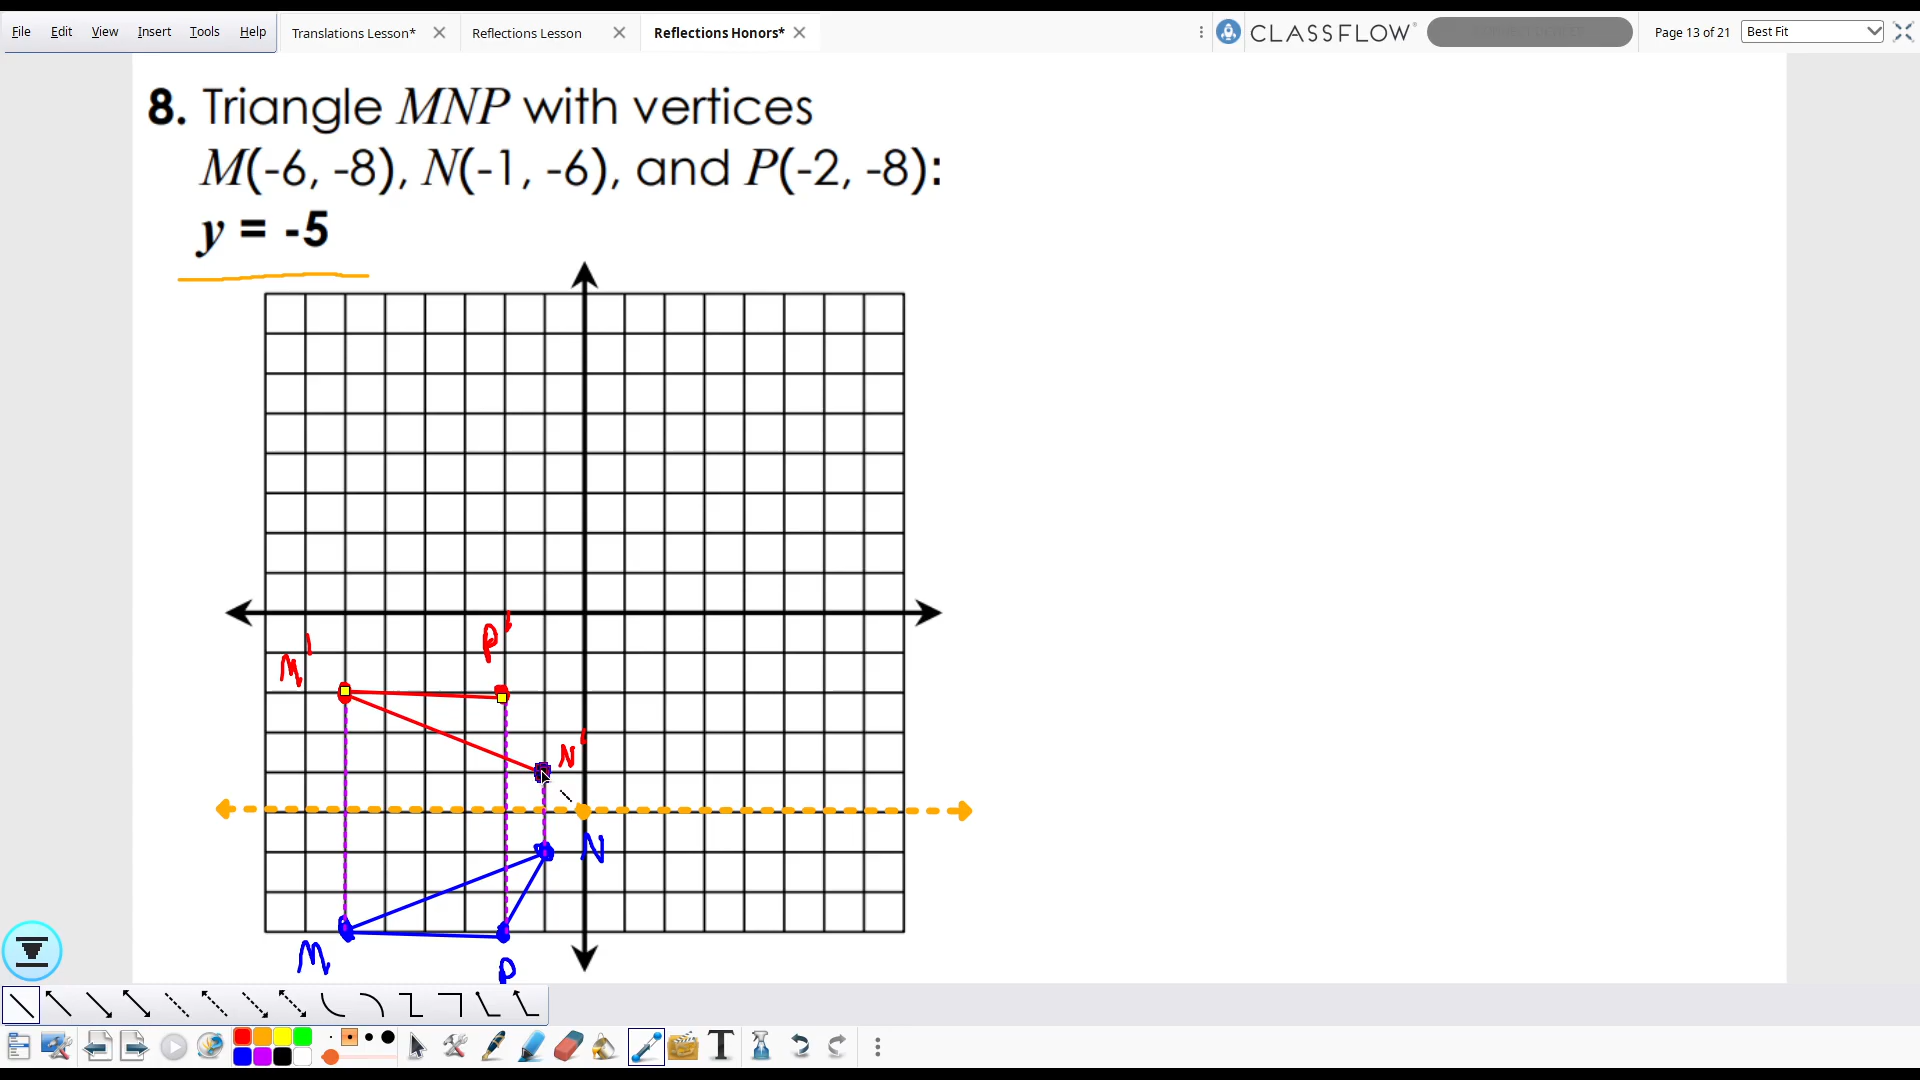 File Edit View Insert Tools Help Translations Lesson* Reflections Lesson Reflections Honors* CLASSFLOW Page 13 of 21 Best Fit
8. Triangle MNP with vertices
M(-6, -8), N(-1, -6), and P(-2, -8):
y = -5
M' P'
N'
N
M P
T